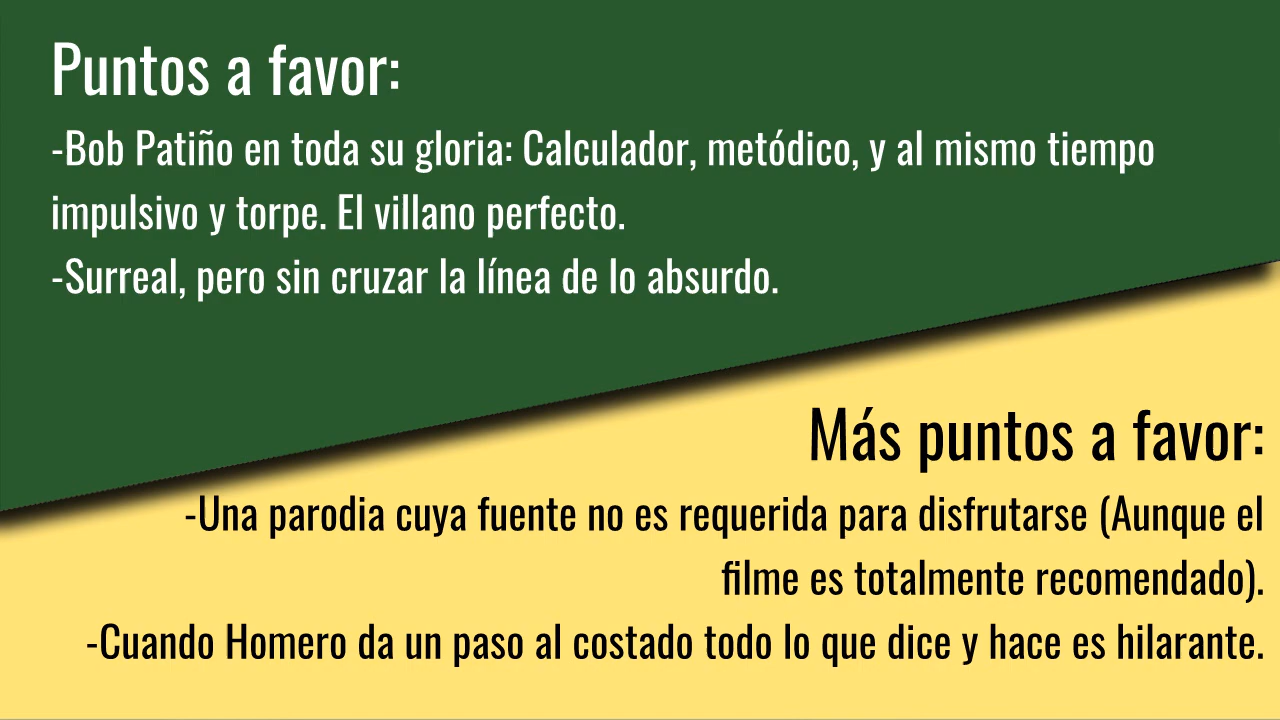 Puntos a favor:
-Bob Patiño en toda su gloria: Calculador, metódico, y al mismo tiempo
impulsivo y torpe. El villano perfecto.
-Surreal, pero sin cruzar la línea de lo absurdo.
Más puntos a favor:
-Una parodia cuya fuente no es requerida para disfrutarse (Aunque el
filme es totalmente recomendado).
-Cuando Homero da un paso al costado todo lo que dice y hace es hilarante.